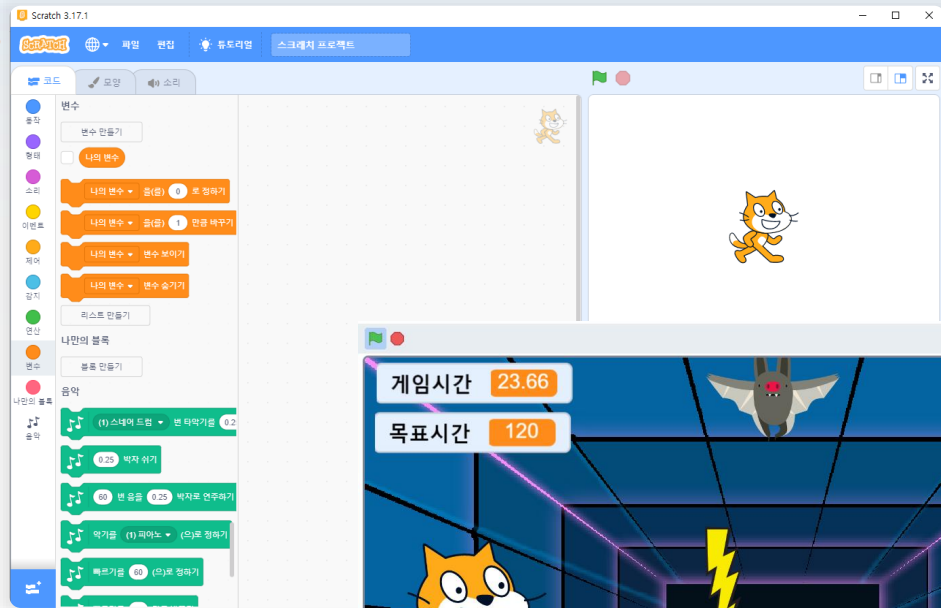 Scratch 3.17.1
SCRATCH 파일 편집 튜토리얼 스크래치 프로젝트
코드 모양 소리
동작
형태
소리
이벤트
제어
감지
연산
변수
나만의 블록
음악
변수
변수 만들기
나의 변수
나의 변수 을(를) 0 로 정하기
나의 변수 을(를) 1 만큼 바꾸기
나의 변수 변수 보이기
나의 변수 변수 숨기기
리스트 만들기
나만의 블록
블록 만들기
음악
(1) 스네어 드럼 번 타악기를 0.2
0.25 박자 쉬기
60 번 음을 0.25 박자로 연주하기
악기를 (1) 피아노 (으)로 정하기
빠르기를 60 (으)로 정하기
게임시간 23.66
목표시간 120